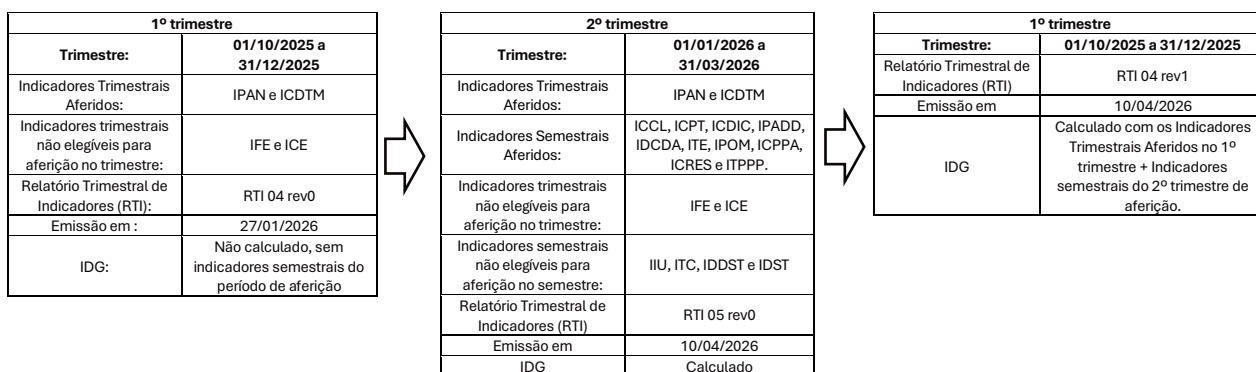 1º trimestre
Trimestre:
01/10/2025 a
31/12/2025
Indicadores Trimestrais
Aferidos:
IPAN e ICDTM
Indicadores trimestrais
não elegíveis para
aferição no trimestre:
IFE e ICE
Relatório Trimestral de
Indicadores (RTI):
RTI 04 rev0
Emissão em :
27/01/2026
IDG:
Não calculado, sem
indicadores semestrais do
período de aferição
2º trimestre
Trimestre:
01/01/2026 a
31/03/2026
Indicadores Trimestrais
Aferidos:
IPAN e ICDTM
Indicadores Semestrais
Aferidos:
ICCL, ICPT, ICDIC, IPADD,
IDCDA, ITE, IPOM, ICPPA,
ICRES e ITPPP.
Indicadores trimestrais
não elegíveis para
aferição no trimestre:
IFE e ICE
Indicadores semestrais
não elegíveis para
aferição no semestre:
IIU, ITC, IDDST e IDST
Relatório Trimestral de
Indicadores (RTI)
RTI 05 rev0
Emissão em
10/04/2026
IDG
Calculado
1º trimestre
Trimestre:
01/10/2025 a 31/12/2025
Relatório Trimestral de
Indicadores (RTI)
RTI 04 rev1
Emissão em
10/04/2026
IDG
Calculado com os Indicadores
Trimestrais Aferidos no 1º
trimestre + Indicadores
semestrais do 2º trimestre de
aferição.